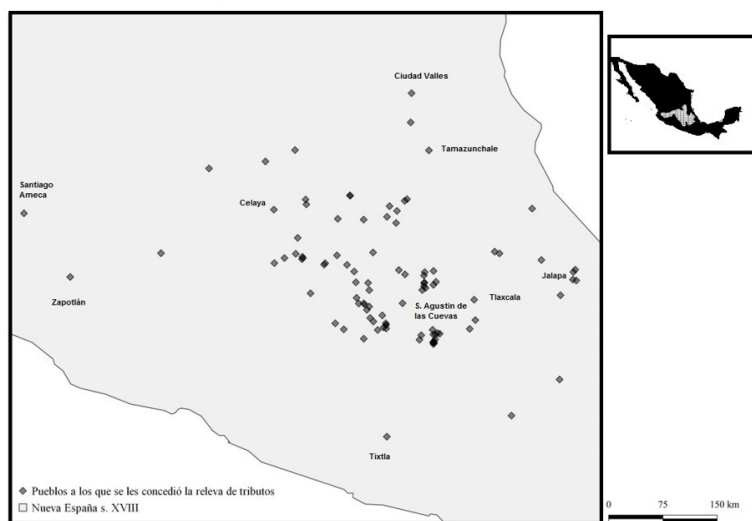 Ciudad Valles
Tamazunchale
Santiago
Ameca
Celaya
Jalapa
Zapotlán
Tlaxcala
S. Agustin de
las Cuevas
Tixtla
Pueblos a los que se les concedió la releva de tributos
Nueva España s. XVIII
0 75 150 km